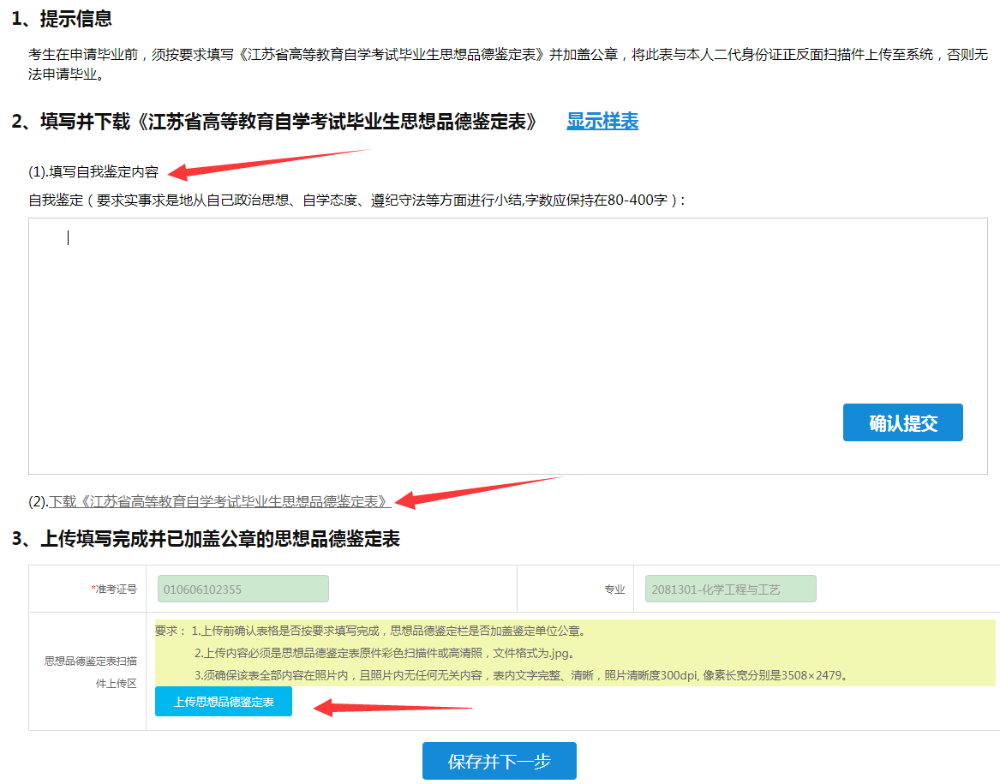 1、提示信息
考生在申请毕业前，须按要求填写《江苏省高等教育自学考试毕业生思想品德鉴定表》并加盖公章，将此表与本人二代身份证正反面扫描件上传至系统，否则无
法申请毕业。
2、填写并下载《江苏省高等教育自学考试毕业生思想品德鉴定表》 显示样表
(1).填写自我鉴定内容
自我鉴定（要求实事求是地从自己政治思想、自学态度、遵纪守法等方面进行小结,字数应保持在80-400字）：
确认提交
(2).下载《江苏省高等教育自学考试毕业生思想品德鉴定表》
3、上传填写完成并已加盖公章的思想品德鉴定表
*准考证号 010606102355 专业 2081301-化学工程与工艺
思想品德鉴定表扫描
件上传区
要求： 1.上传前确认表格是否按要求填写完成，思想品德鉴定栏是否加盖鉴定单位公章。
2.上传内容必须是思想品德鉴定表原件彩色扫描件或高清照，文件格式为.jpg。
3.须确保该表全部内容在照片内，且照片内无任何无关内容，表内文字完整、清晰，照片清晰度300dpi, 像素长宽分别是3508×2479。
上传思想品德鉴定表
保存并下一步